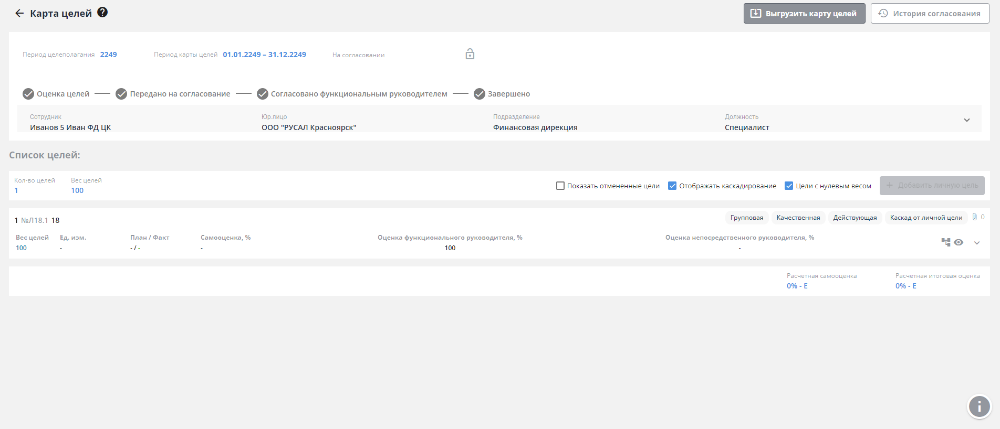 Карта целей
Выгрузить карту целей
История согласования
Период целеполагания 2249
Период карты целей 01.01.2249 – 31.12.2249
На согласовании
Оценка целей
Передано на согласование
Согласовано функциональным руководителем
Завершено
Сотрудник
Иванов 5 Иван ФД ЦК
Юр.лицо
ООО "РУСАЛ Красноярск"
Подразделение
Финансовая дирекция
Должность
Специалист
Список целей:
Кол-во целей
1
Вес целей
100
Показать отмененные цели
Отображать каскадирование
Цели с нулевым весом
+ Добавить личную цель
1 №Л18.1 18
Групповая
Качественная
Действующая
Каскад от личной цели
0
Вес целей
100
Ед. изм.
-
План / Факт
- / -
Самооценка, %
-
Оценка функционального руководителя, %
100
Оценка непосредственного руководителя, %
-
Расчетная самооценка
0% - E
Расчетная итоговая оценка
0% - E